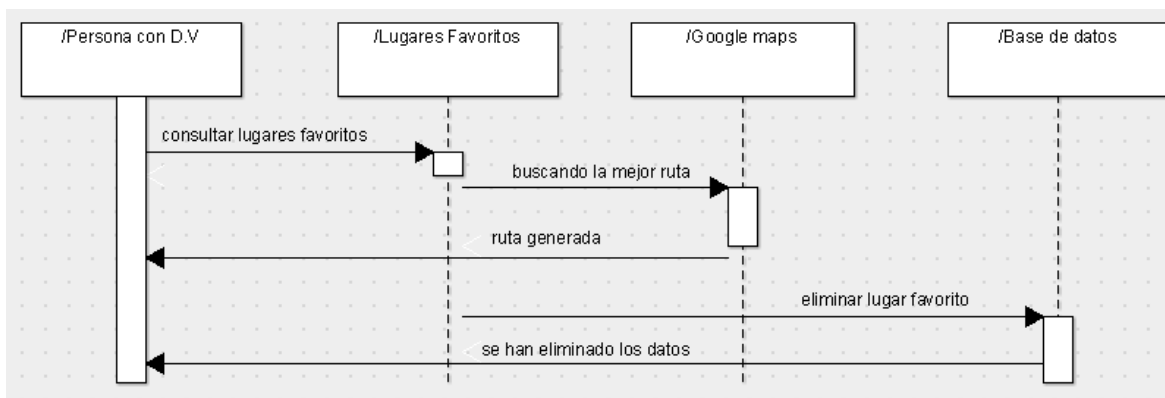 /Persona con D.V
/Lugares Favoritos
/Google maps
/Base de datos
consultar lugares favoritos
buscando la mejor ruta
ruta generada
eliminar lugar favorito
se han eliminado los datos